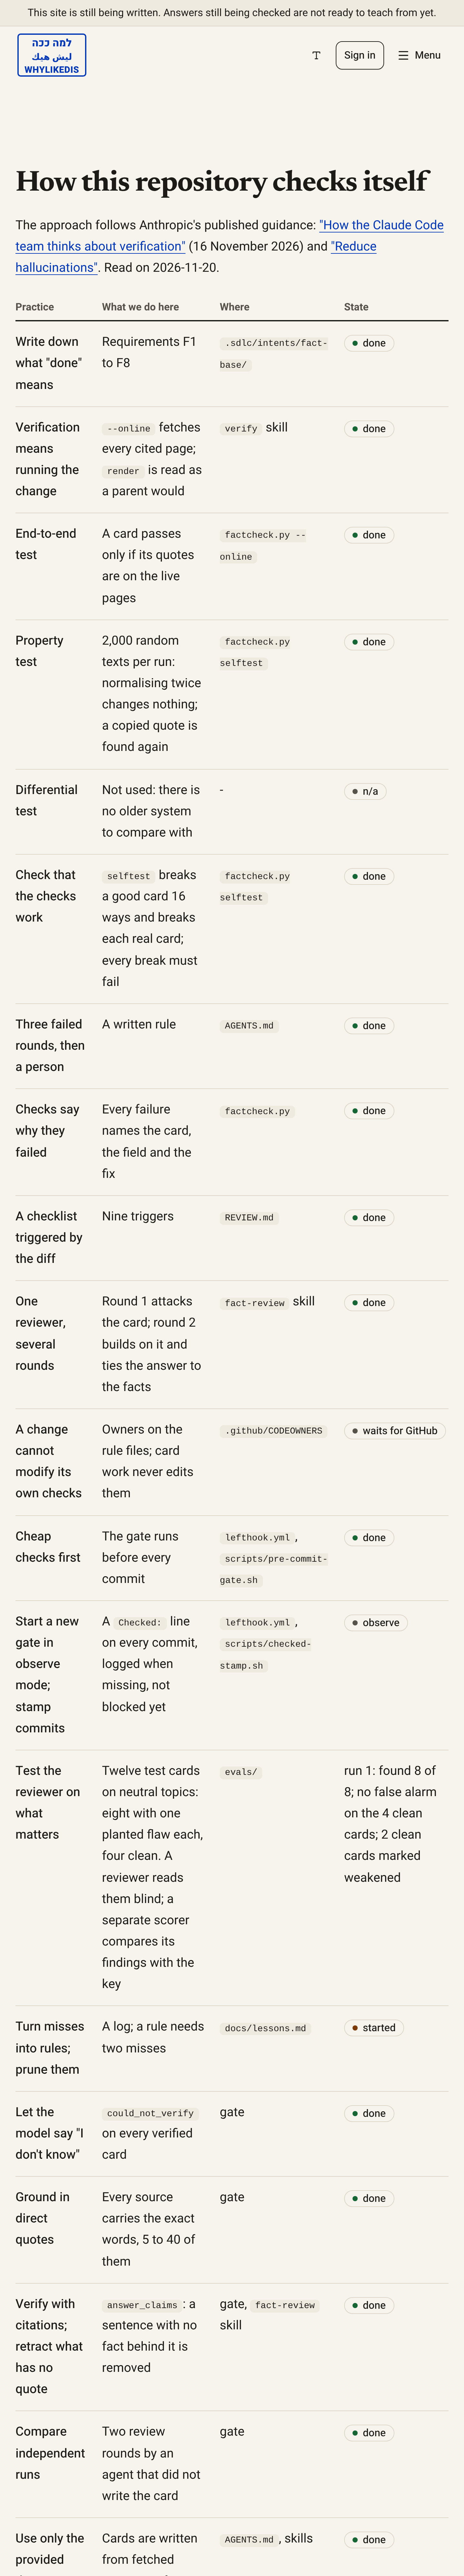 This site is still being written. Answers still being checked are not ready to teach from yet.
למה ככה
ليش هيك
WHYLIKEDIS
Sign in
Menu
How this repository checks itself
The approach follows Anthropic's published guidance: "How the Claude Code
team thinks about verification" (16 November 2026) and "Reduce
hallucinations". Read on 2026-11-20.
Practice What we do here Where State
Write down what "done" means
Requirements F1 to F8
.sdlc/intents/fact-base/
done
Verification means running the change
--online fetches every cited page; render is read as a parent would
verify skill
done
End-to-end test
A card passes only if its quotes are on the live pages
factcheck.py --online
done
Property test
2,000 random texts per run: normalising twice changes nothing; a copied quote is found again
factcheck.py selftest
done
Differential test
Not used: there is no older system to compare with
-
n/a
Check that the checks work
selftest breaks a good card 16 ways and breaks each real card; every break must fail
factcheck.py selftest
done
Three failed rounds, then a person
A written rule
AGENTS.md
done
Checks say why they failed
Every failure names the card, the field and the fix
factcheck.py
done
A checklist triggered by the diff
Nine triggers
REVIEW.md
done
One reviewer, several rounds
Round 1 attacks the card; round 2 builds on it and ties the answer to the facts
fact-review skill
done
A change cannot modify its own checks
Owners on the rule files; card work never edits them
.github/CODEOWNERS
waits for GitHub
Cheap checks first
The gate runs before every commit
lefthook.yml, scripts/pre-commit-gate.sh
done
Start a new gate in observe mode; stamp commits
A Checked: line on every commit, logged when missing, not blocked yet
lefthook.yml, scripts/checked-stamp.sh
observe
Test the reviewer on what matters
Twelve test cards on neutral topics: eight with one planted flaw each, four clean. A reviewer reads them blind; a separate scorer compares its findings with the key
evals/
run 1: found 8 of 8; no false alarm on the 4 clean cards; 2 clean cards marked weakened
Turn misses into rules; prune them
A log; a rule needs two misses
docs/lessons.md
started
Let the model say "I don't know"
could_not_verify on every verified card
gate
done
Ground in direct quotes
Every source carries the exact words, 5 to 40 of them
gate
done
Verify with citations; retract what has no quote
answer_claims: a sentence with no fact behind it is removed
gate, fact-review skill
done
Compare independent runs
Two review rounds by an agent that did not write the card
gate
done
Use only the provided
Cards are written from fetched
AGENTS.md, skills
done